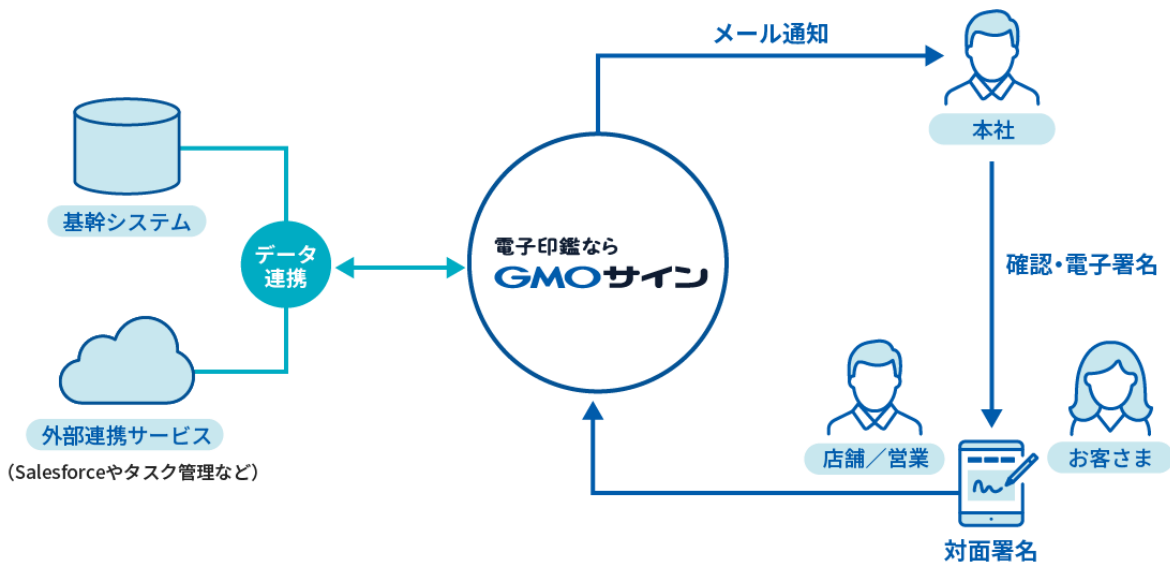 メール通知
本社
基幹システム
データ
連携
電子印鑑なら
GMOサイン
確認・電子署名
外部連携サービス
（Salesforceやタスク管理など）
店舗／営業
お客さま
対面署名